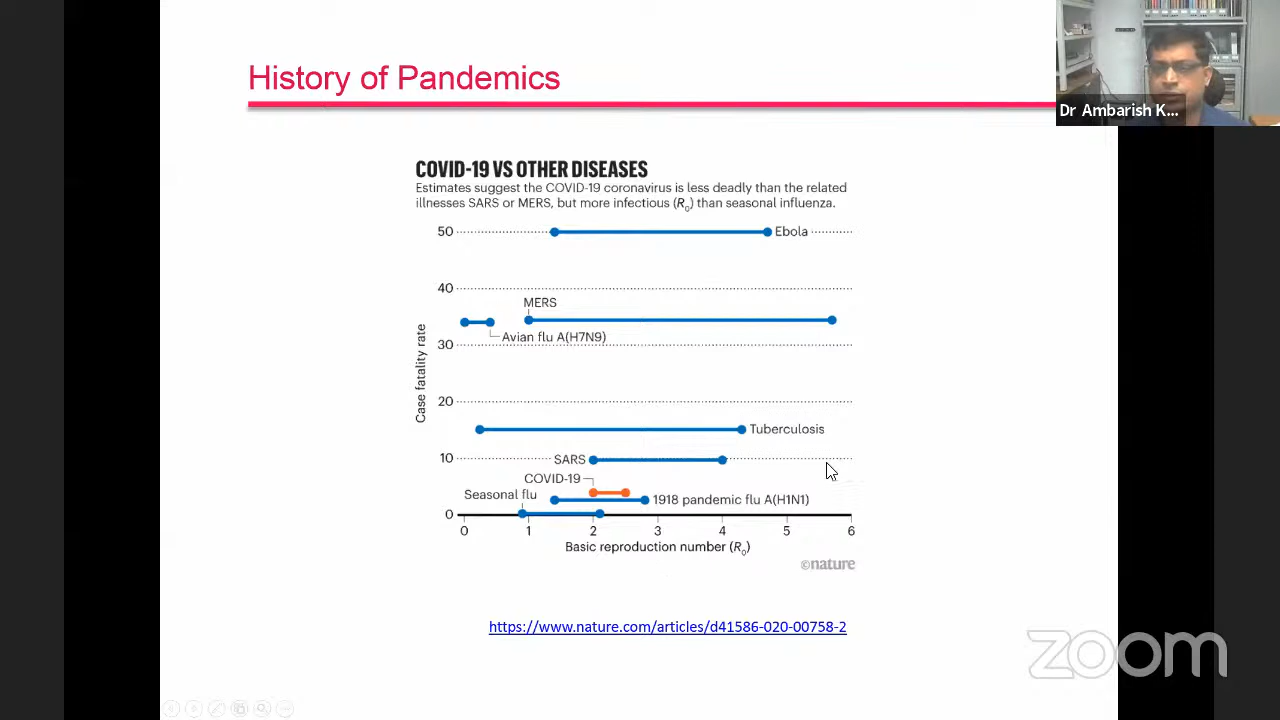 History of Pandemics
Dr Ambarish K...
COVID-19 VS OTHER DISEASES
Estimates suggest the COVID-19 coronavirus is less deadly than the related
illnesses SARS or MERS, but more infectious (R0) than seasonal influenza.
50
Ebola
40
MERS
Avian flu A(H7N9)
30
Case fatality rate
20
Tuberculosis
10
SARS
COVID-19
Seasonal flu
1918 pandemic flu A(H1N1)
0
0 1 2 3 4 5 6
Basic reproduction number (R0)
©nature
https://www.nature.com/articles/d41586-020-00758-2
zoom